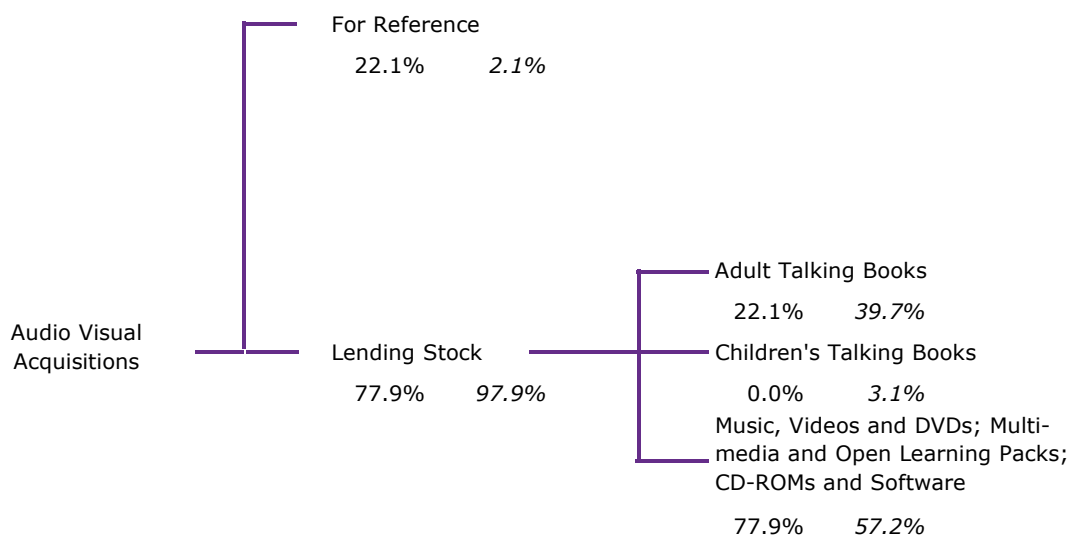 For Reference
22.1% 2.1%
Adult Talking Books
22.1% 39.7%
Audio Visual
Acquisitions
Lending Stock
77.9% 97.9%
Children's Talking Books
0.0% 3.1%
Music, Videos and DVDs; Multi-
media and Open Learning Packs;
CD-ROMs and Software
77.9% 57.2%